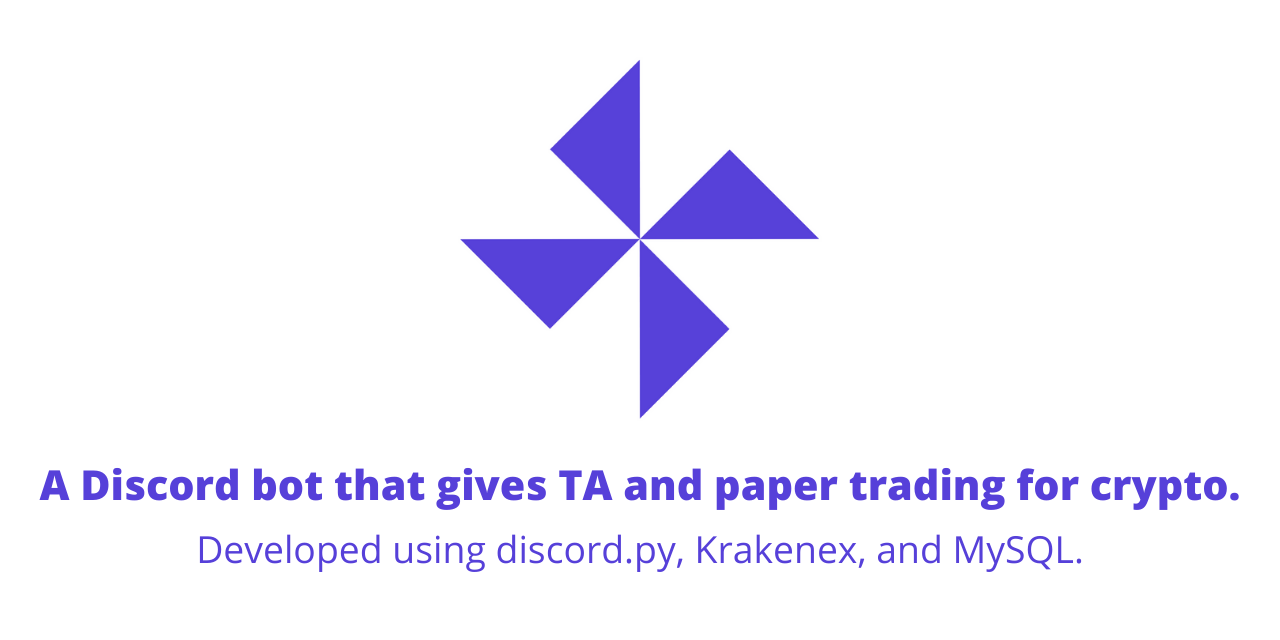 A Discord bot that gives TA and paper trading for crypto.
Developed using discord.py, Krakenex, and MySQL.